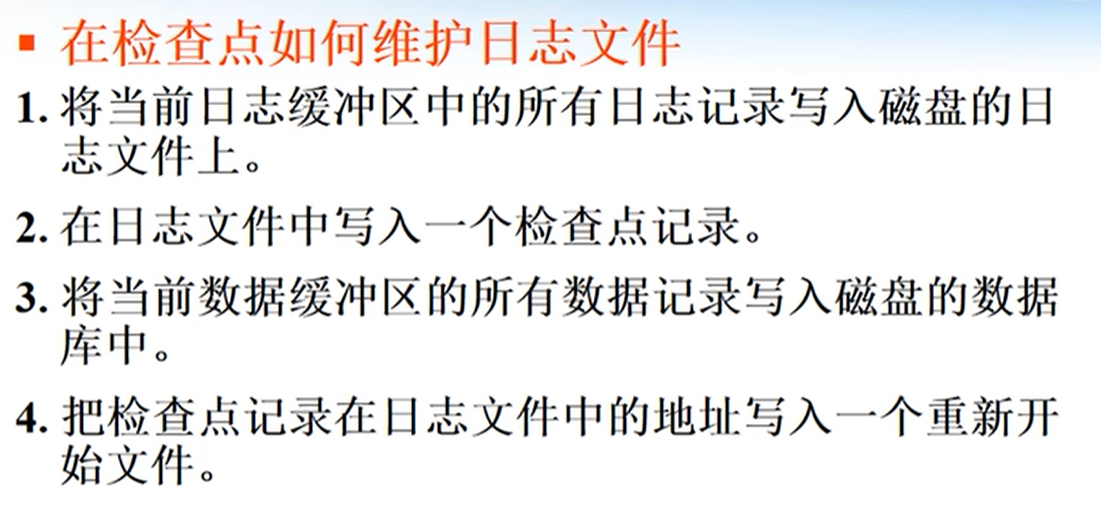 ▪ 在检查点如何维护日志文件
1. 将当前日志缓冲区中的所有日志记录写入磁盘的日
志文件上。
2. 在日志文件中写入一个检查点记录。
3. 将当前数据缓冲区的所有数据记录写入磁盘的数据
库中。
4. 把检查点记录在日志文件中的地址写入一个重新开
始文件。